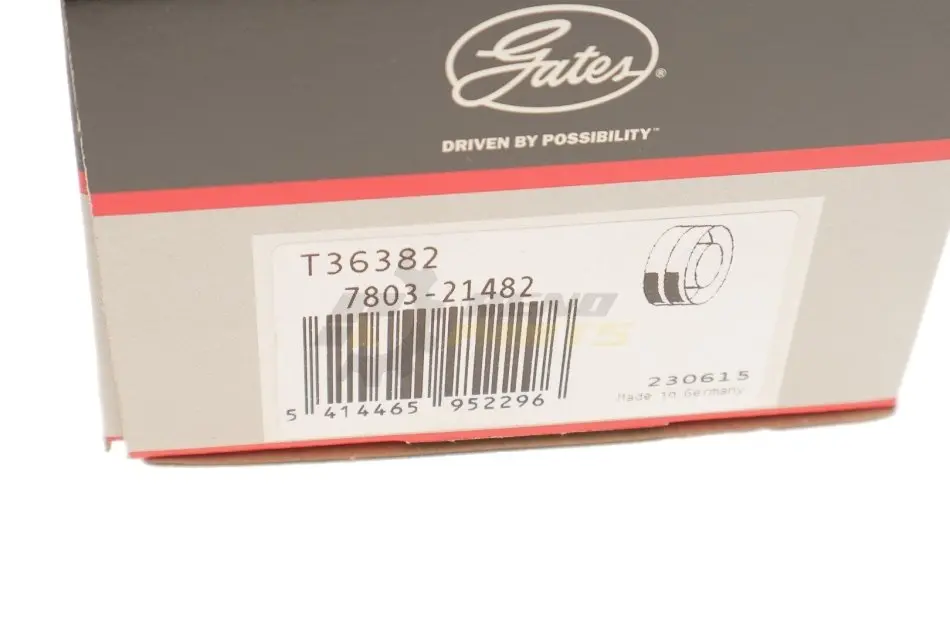 Gates®
DRIVEN BY POSSIBILITY™
T36382
7803-21482
5 414465 952296
230615
Made in Germany